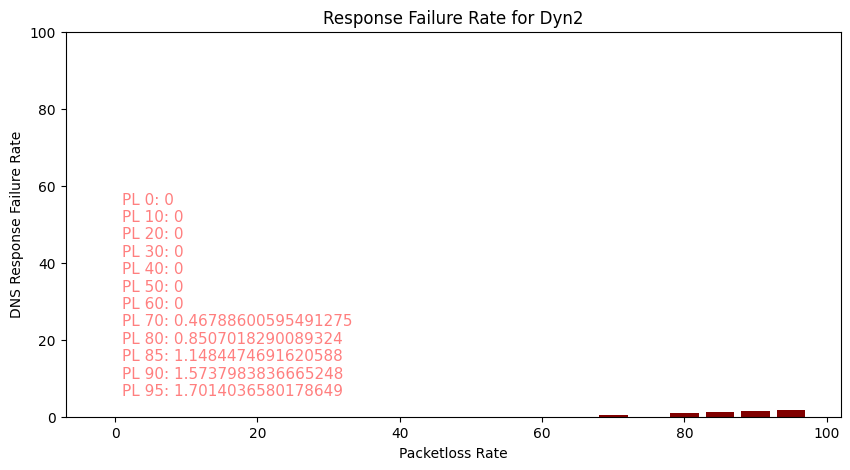 Response Failure Rate for Dyn2
100
80
60
40
20
0
DNS Response Failure Rate
PL 0: 0
PL 10: 0
PL 20: 0
PL 30: 0
PL 40: 0
PL 50: 0
PL 60: 0
PL 70: 0.46788600595491275
PL 80: 0.8507018290089324
PL 85: 1.1484474691620588
PL 90: 1.5737983836665248
PL 95: 1.7014036580178649
0 20 40 60 80 100
Packetloss Rate